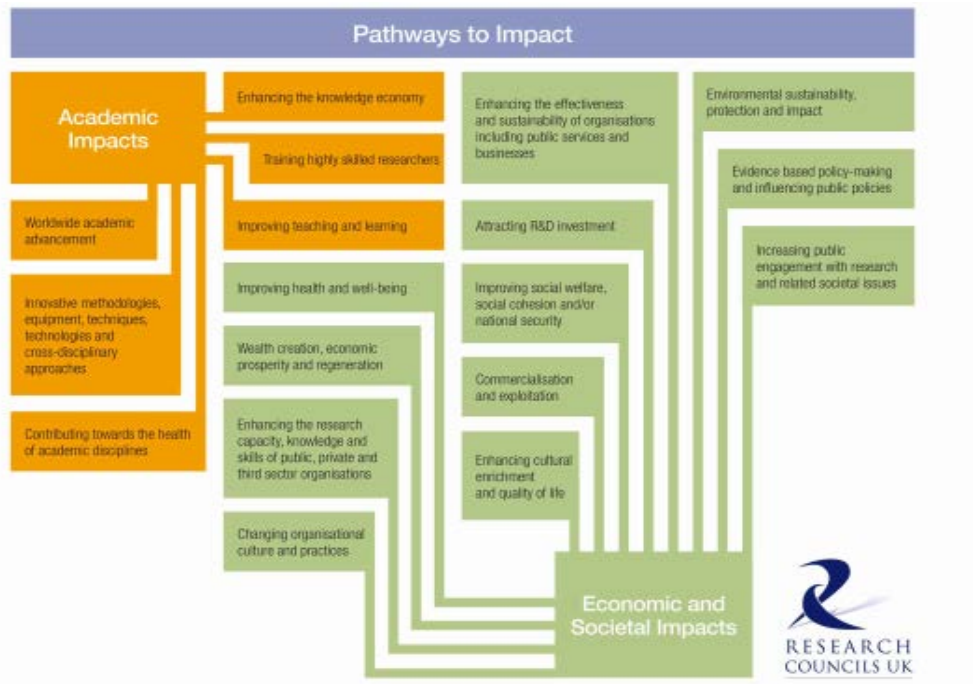 Pathways to Impact
Academic
Impacts
Enhancing the knowledge economy
Training highly skilled researchers
Improving teaching and learning
Worldwide academic
advancement
Innovative methodologies,
equipment, techniques,
technologies and
cross-disciplinary
approaches
Contributing towards the health
of academic disciplines
Improving health and well-being
Wealth creation, economic
prosperity and regeneration
Enhancing the research
capacity, knowledge and
skills of public, private and
third sector organisations
Changing organisational
culture and practices
Enhancing the effectiveness
and sustainability of organisations
including public services and
businesses
Attracting R&D investment
Improving social welfare,
social cohesion and/or
national security
Commercialisation
and exploitation
Enhancing cultural
enrichment
and quality of life
Environmental sustainability,
protection and impact
Evidence based policy-making
and influencing public policies
Increasing public
engagement with research
and related societal issues
Economic and
Societal Impacts
RESEARCH
COUNCILS UK